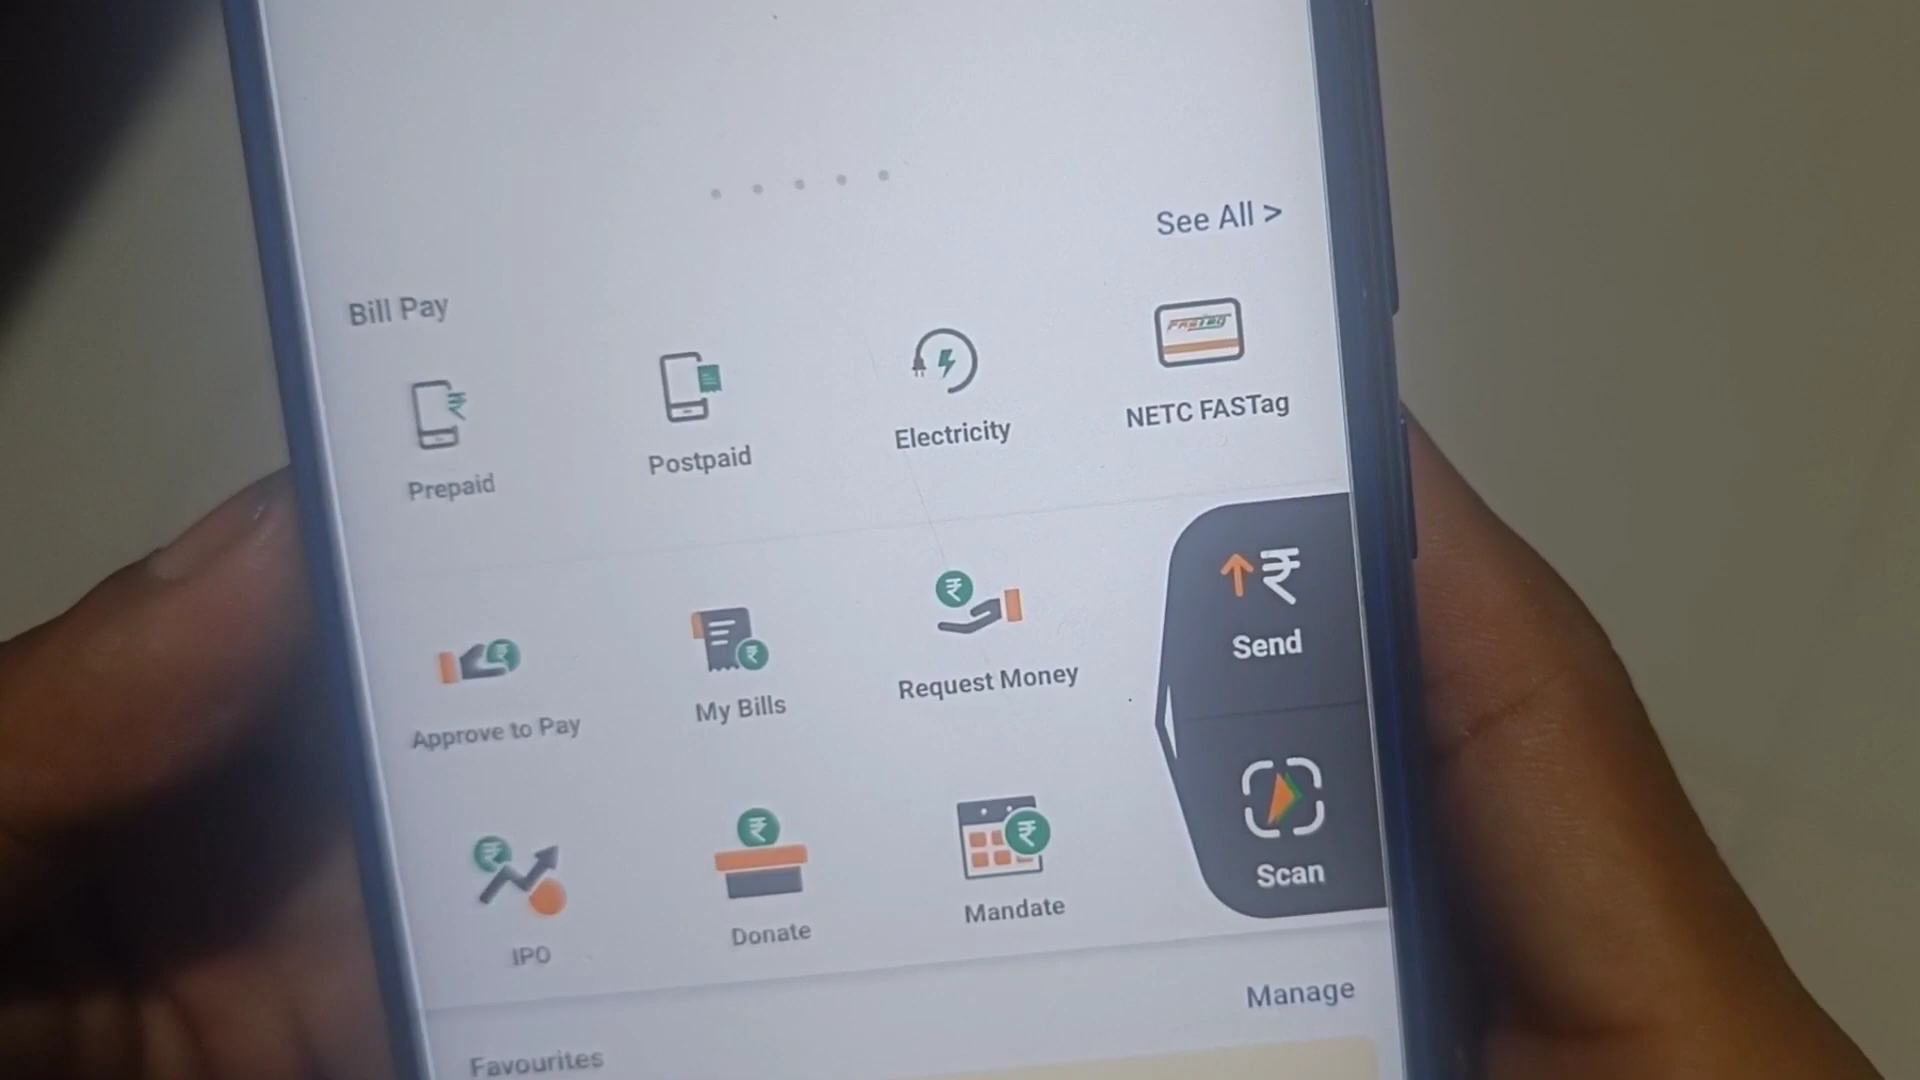 See All >
Bill Pay
Prepaid
Postpaid
Electricity
FASTag
NETC FASTag
₹
Send
Approve to Pay
My Bills
Request Money
IPO
Donate
Mandate
Scan
Manage
Favourites